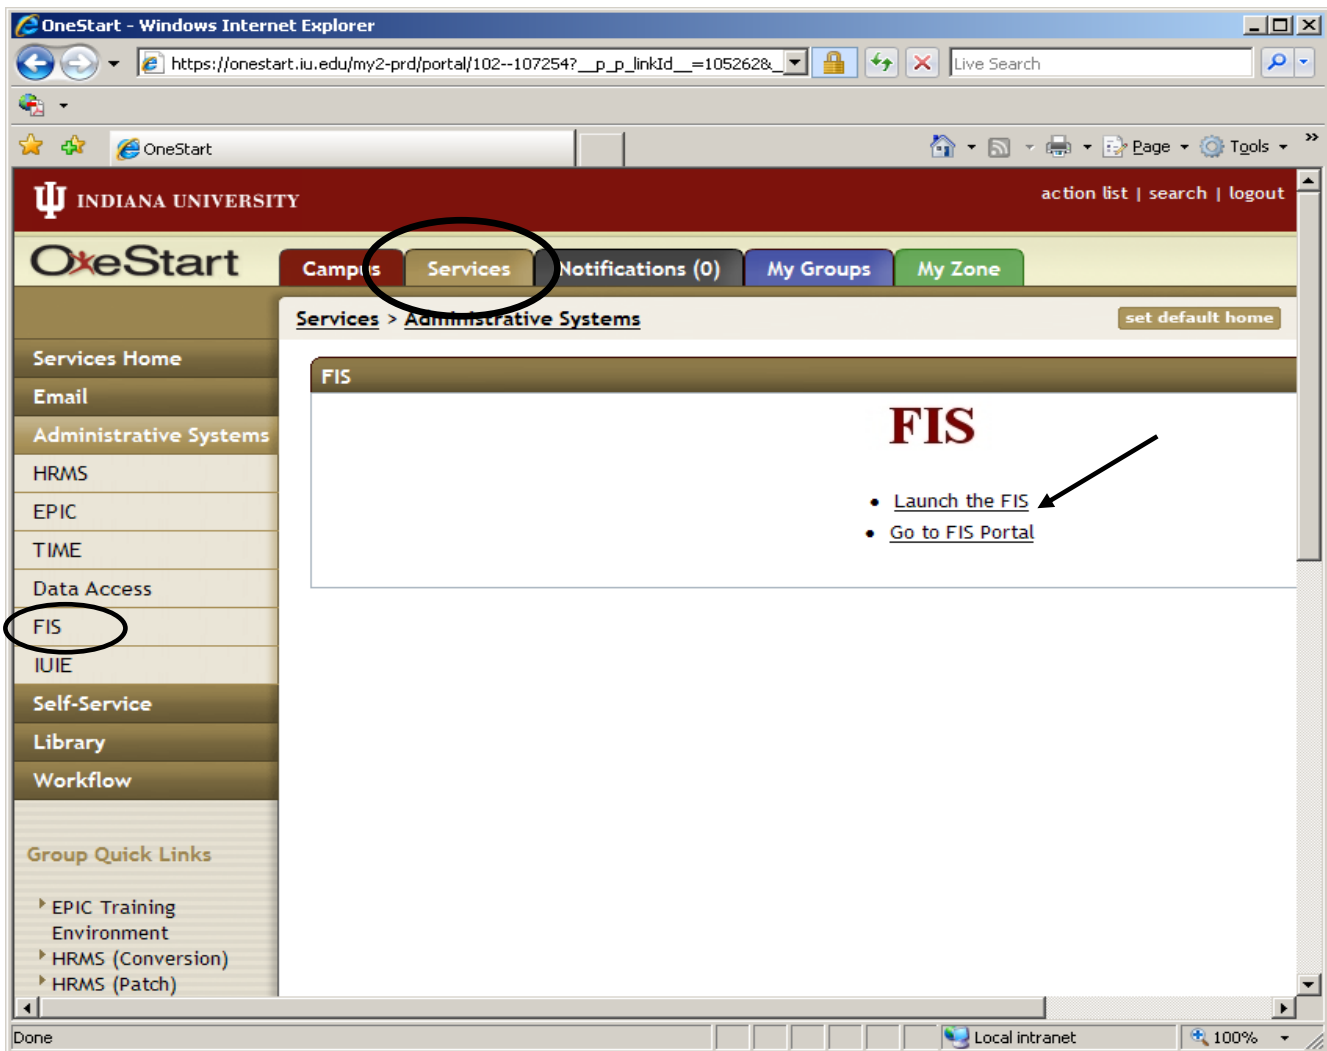 OneStart - Windows Internet Explorer
https://onestart.iu.edu/my2-prd/portal/102--107254?__p_p_linkId__=105262&_
Live Search
OneStart
Page
Tools
»
INDIANA UNIVERSITY
action list | search | logout
OneStart
Campus
Services
Notifications (0)
My Groups
My Zone
Services > Administrative Systems
set default home
Services Home
Email
Administrative Systems
HRMS
EPIC
TIME
Data Access
FIS
IUIE
Self-Service
Library
Workflow
Group Quick Links
EPIC Training
Environment
HRMS (Conversion)
HRMS (Patch)
FIS
FIS
• Launch the FIS
• Go to FIS Portal
Done
Local intranet
100%